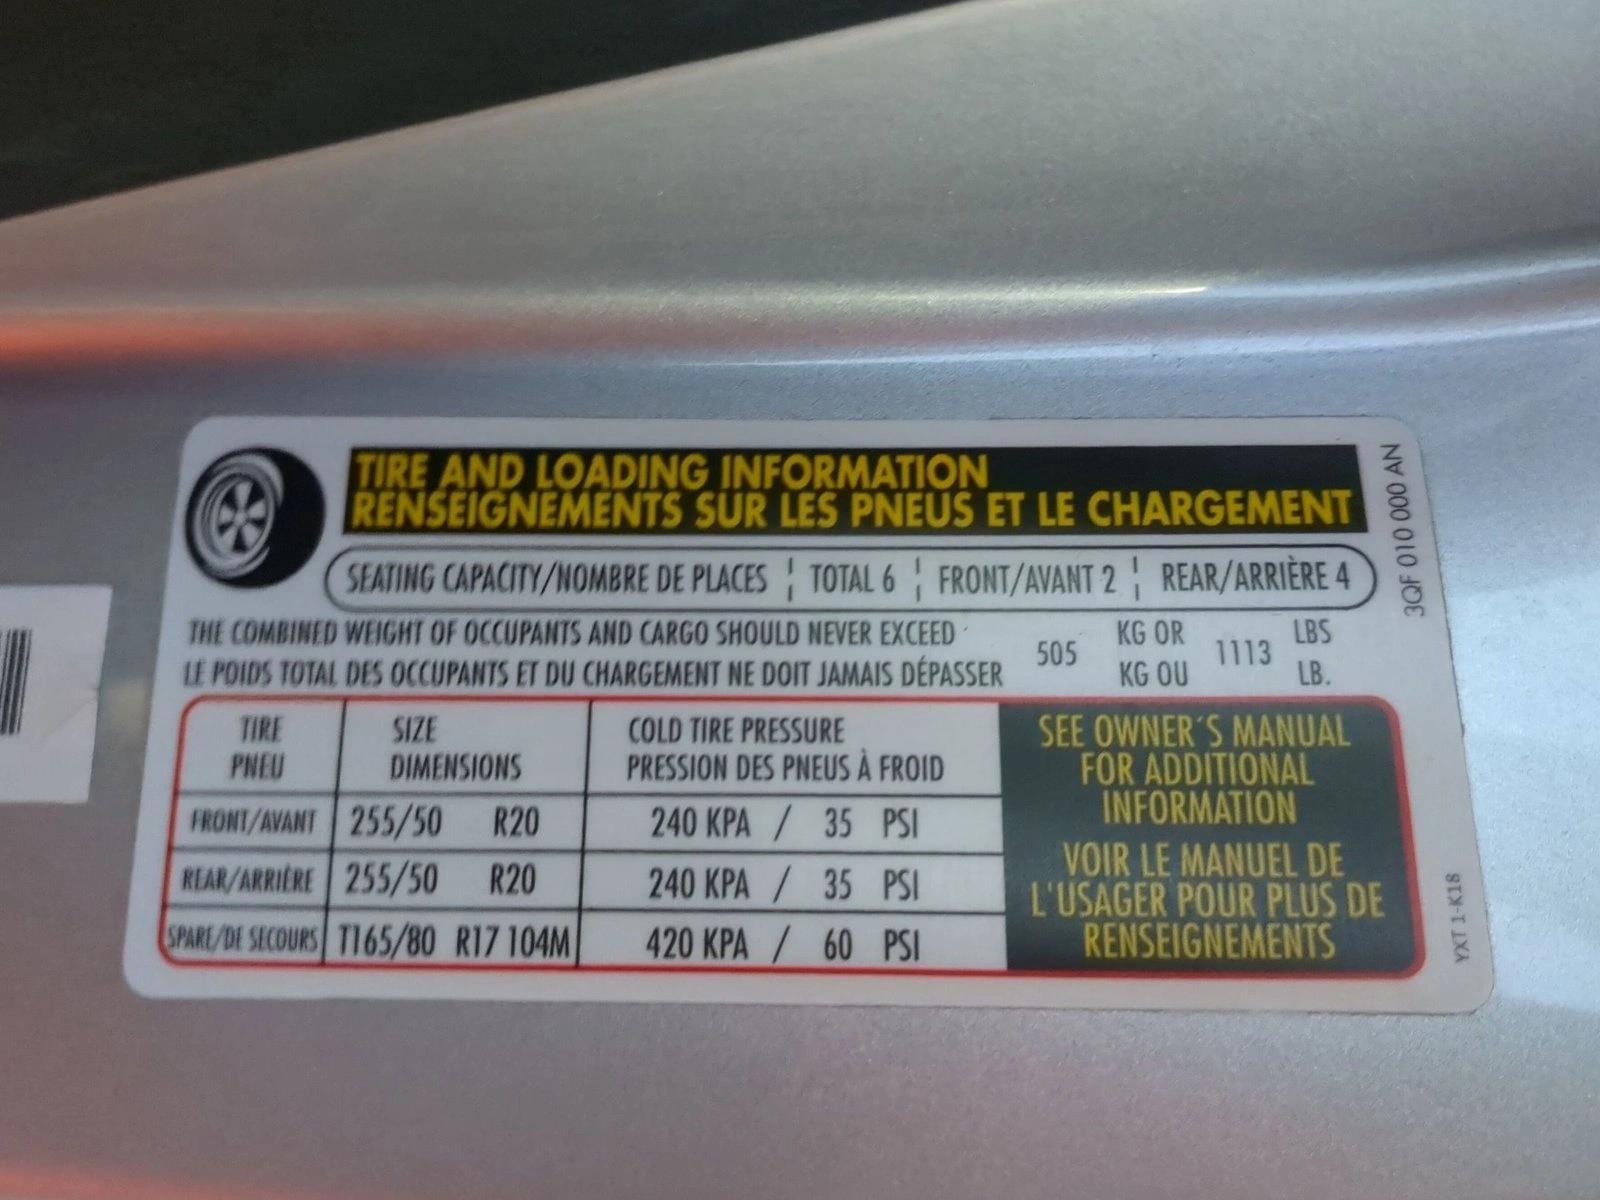 TIRE AND LOADING INFORMATION
RENSEIGNEMENTS SUR LES PNEUS ET LE CHARGEMENT
SEATING CAPACITY/NOMBRE DE PLACES ¦ TOTAL 6 ¦ FRONT/AVANT 2 ¦ REAR/ARRIÈRE 4
THE COMBINED WEIGHT OF OCCUPANTS AND CARGO SHOULD NEVER EXCEED 505 KG OR 1113 LBS
LE POIDS TOTAL DES OCCUPANTS ET DU CHARGEMENT NE DOIT JAMAIS DÉPASSER KG OU LB.
TIRE SIZE COLD TIRE PRESSURE
PNEU DIMENSIONS PRESSION DES PNEUS À FROID
FRONT/AVANT 255/50 R20 240 KPA / 35 PSI
REAR/ARRIÈRE 255/50 R20 240 KPA / 35 PSI
SPARE/DE SECOURS T165/80 R17 104M 420 KPA / 60 PSI
SEE OWNER'S MANUAL
FOR ADDITIONAL
INFORMATION
VOIR LE MANUEL DE
L'USAGER POUR PLUS DE
RENSEIGNEMENTS
3QF 010 000 AN
YXT 1-K18